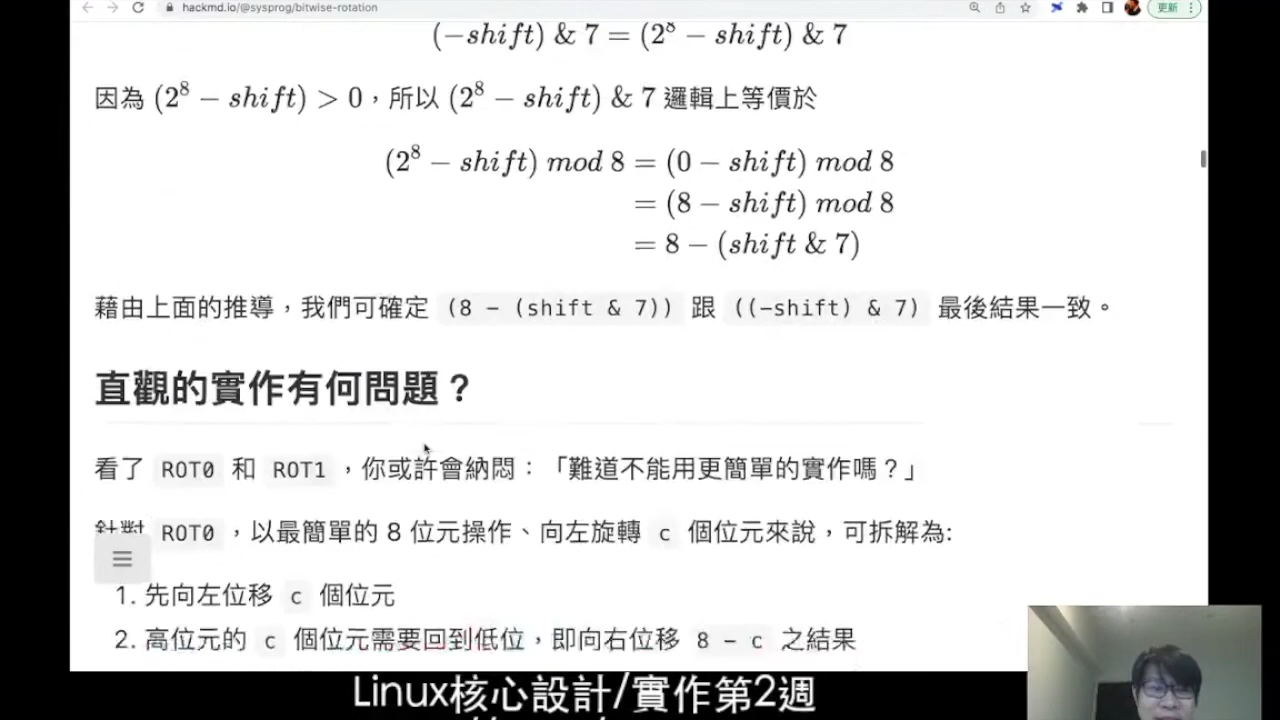 hackmd.io/@sysprog/bitwise-rotation
更新
(−shift) & 7 = (2⁸ − shift) & 7
因為 (2⁸ − shift) > 0，所以 (2⁸ − shift) & 7 邏輯上等價於
(2⁸ − shift) mod 8 = (0 − shift) mod 8
= (8 − shift) mod 8
= 8 − (shift & 7)
藉由上面的推導，我們可確定 (8 - (shift & 7)) 跟 ((-shift) & 7) 最後結果一致。
直觀的實作有何問題？
看了 ROT0 和 ROT1 ，你或許會納悶：「難道不能用更簡單的實作嗎？」
針對 ROT0 ，以最簡單的 8 位元操作、向左旋轉 c 個位元來說，可拆解為:
1. 先向左位移 c 個位元
2. 高位元的 c 個位元需要回到低位，即向右位移 8 - c 之結果
Linux核心設計/實作第2週